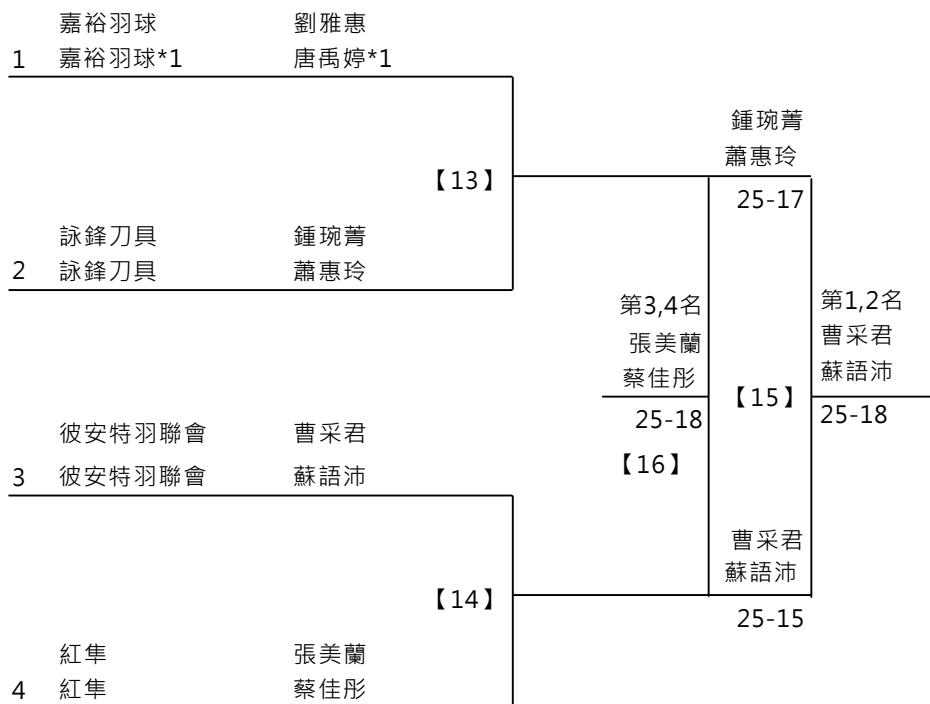 嘉裕羽球 劉雅惠
1 嘉裕羽球*1 唐禹婷*1
鍾琬菁
蕭惠玲
【13】
25-17
詠鋒刀具 鍾琬菁
2 詠鋒刀具 蕭惠玲
第3,4名
張美蘭
蔡佳彤
25-18
【16】
【15】
第1,2名
曹采君
蘇語沛
25-18
彼安特羽聯會 曹采君
3 彼安特羽聯會 蘇語沛
曹采君
蘇語沛
【14】
25-15
紅隼 張美蘭
4 紅隼 蔡佳彤